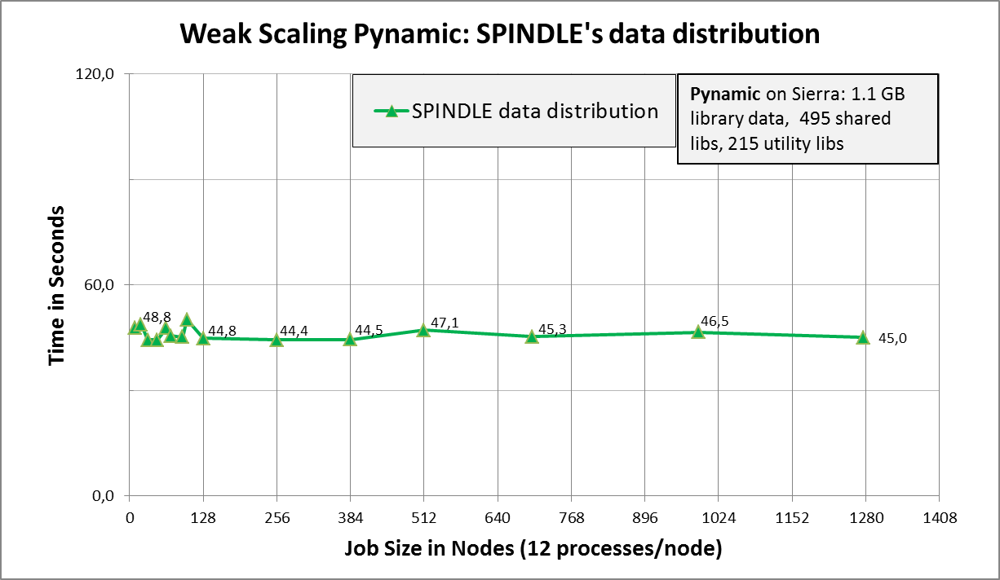 Weak Scaling Pynamic: SPINDLE's data distribution
120,0
SPINDLE data distribution
Pynamic on Sierra: 1.1 GB
library data,  495 shared
libs, 215 utility libs
Time in Seconds
60,0
48,8
44,8
44,4
44,5
47,1
45,3
46,5
45,0
0,0
0 128 256 384 512 640 768 896 1024 1152 1280 1408
Job Size in Nodes (12 processes/node)